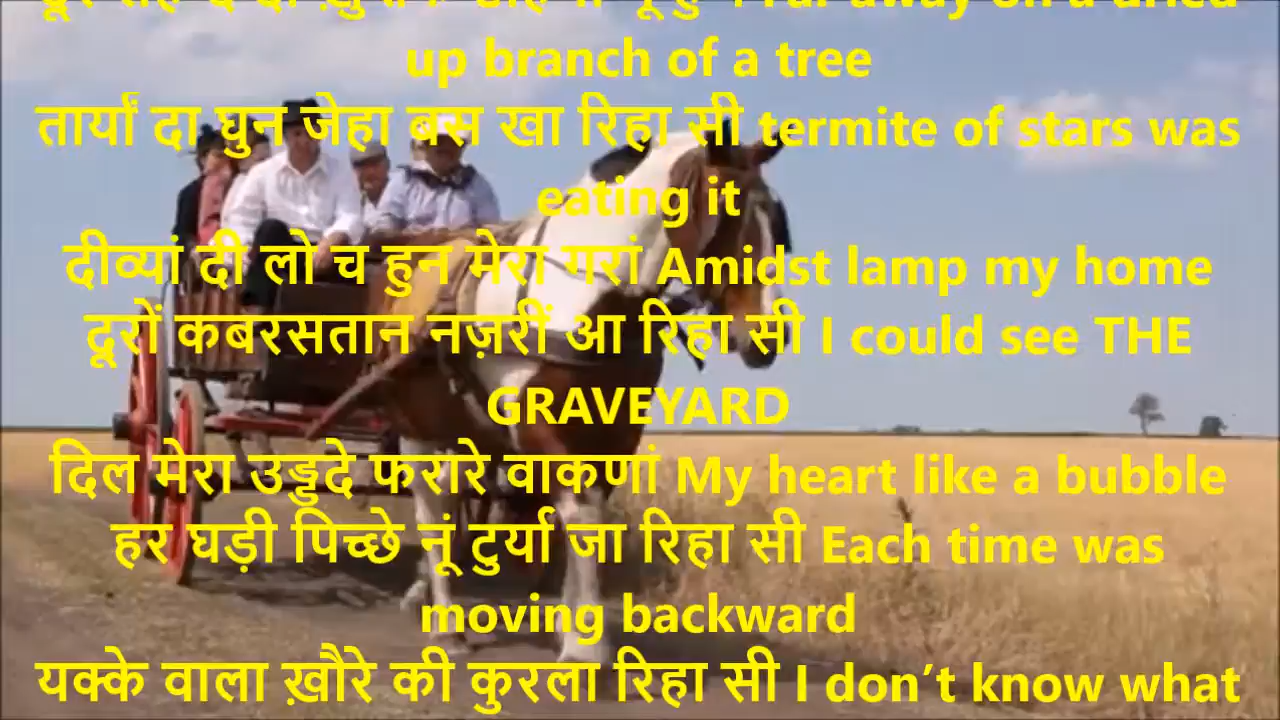 up branch of a tree
तार्यां दा घुन जेहा बस खा रिहा सी termite of stars was
eating it
दीव्यां दी लो च हुन मेरा गरां Amidst lamp my home
दूरों कबरसतान नज़रीं आ रिहा सी I could see THE
GRAVEYARD
दिल मेरा उड्डदे फरारे वाकणां My heart like a bubble
हर घड़ी पिच्छे नूं टुर्या जा रिहा सी Each time was
moving backward
यक्के वाला ख़ौरे की कुरला रिहा सी I don’t know what